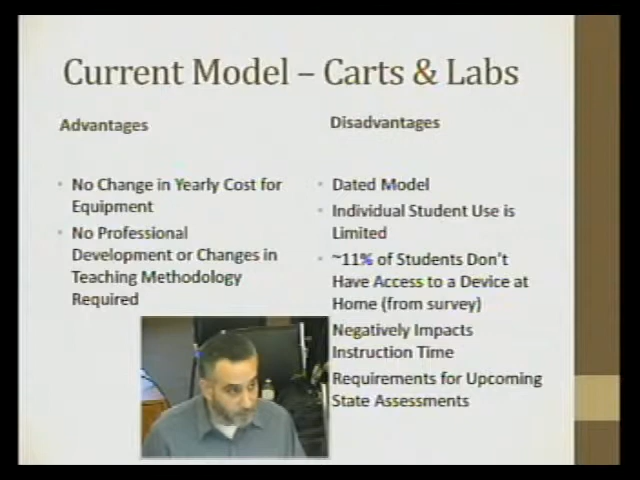 Current Model – Carts & Labs
Advantages
No Change in Yearly Cost for
Equipment
No Professional
Development or Changes in
Teaching Methodology
Required
Disadvantages
Dated Model
Individual Student Use is
Limited
~11% of Students Don't
Have Access to a Device at
Home (from survey)
Negatively Impacts
Instruction Time
Requirements for Upcoming
State Assessments